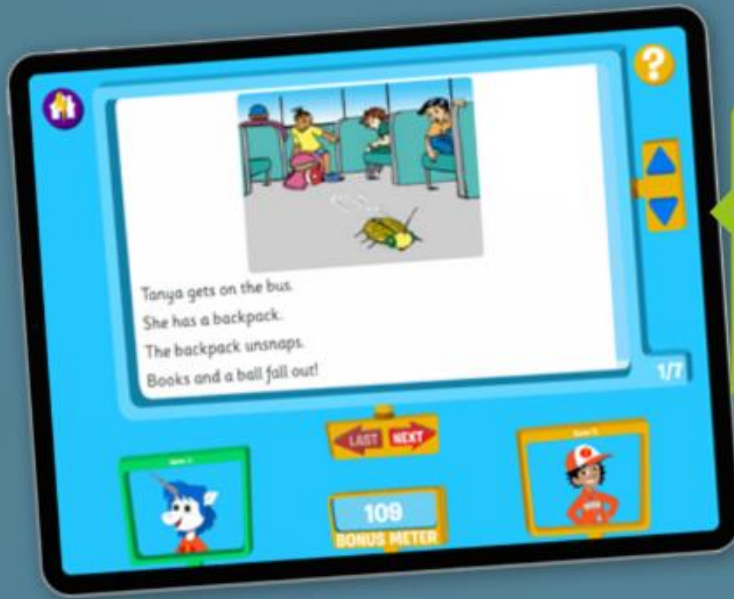 ?
Tanya gets on the bus.
She has a backpack.
The backpack unsnaps.
Books and a ball fall out!
1/7
LAST NEXT
109
BONUS METER